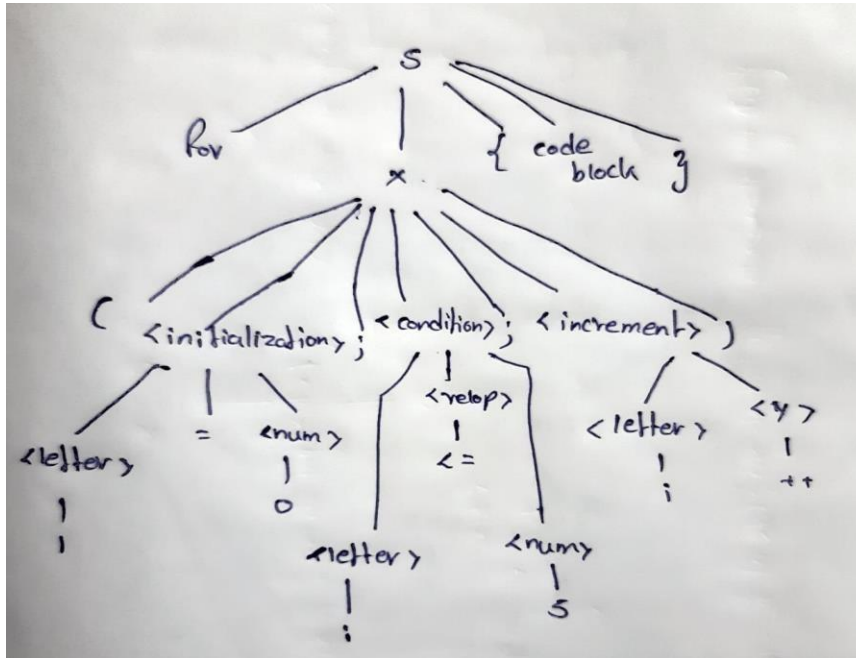 S
for { code
block }
x
( <initialization> ; <condition> ; <increment> )
<letter> = <num> <relop> <letter> <y>
| 0 <= i ++
<letter> <num>
i 5